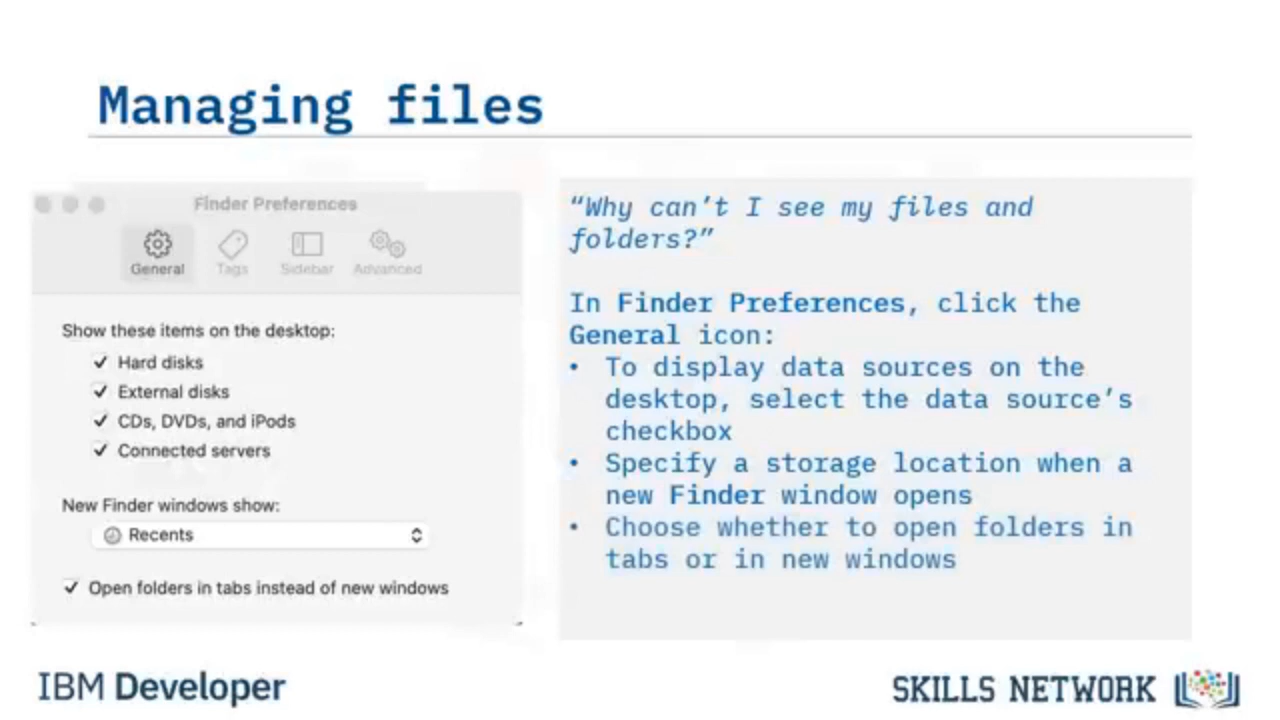 Managing files
Finder Preferences
General Tags Sidebar Advanced
Show these items on the desktop:
✓ Hard disks
✓ External disks
✓ CDs, DVDs, and iPods
✓ Connected servers
New Finder windows show:
Recents
✓ Open folders in tabs instead of new windows
“Why can’t I see my files and
folders?”
In Finder Preferences, click the
General icon:
• To display data sources on the
desktop, select the data source’s
checkbox
• Specify a storage location when a
new Finder window opens
• Choose whether to open folders in
tabs or in new windows
IBM Developer
SKILLS NETWORK